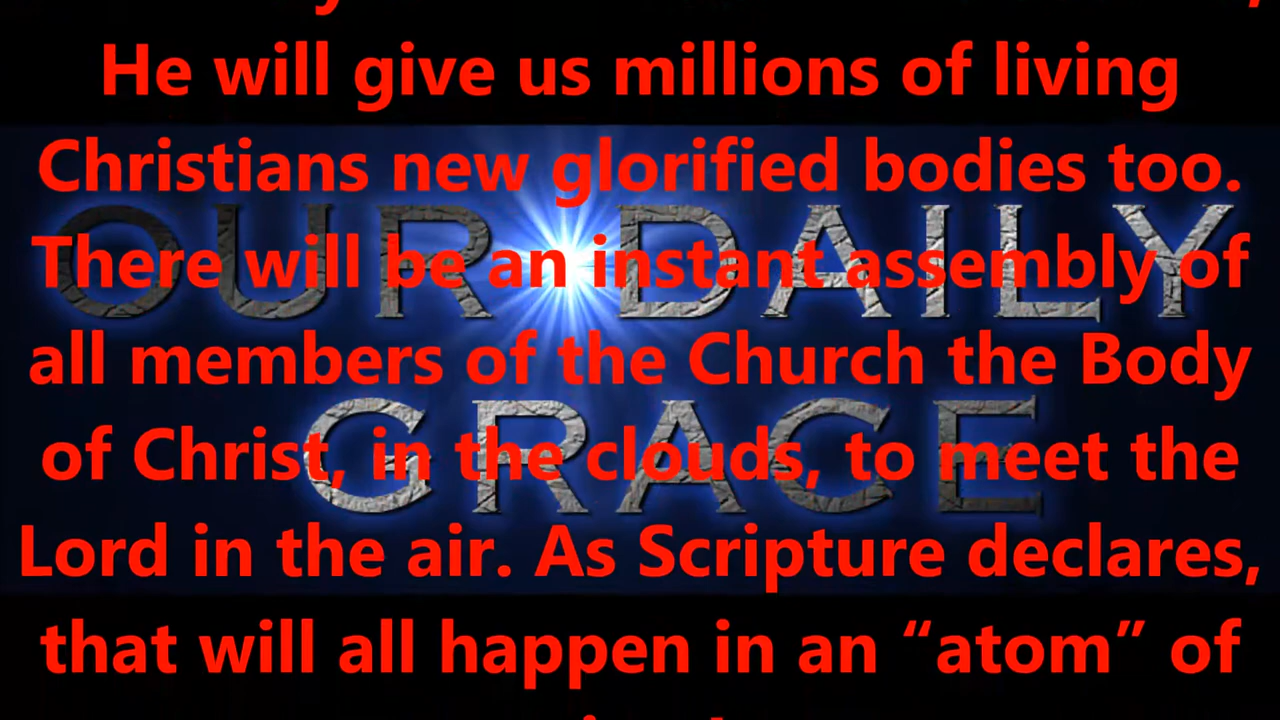 He will give us millions of living
Christians new glorified bodies too.
There will be an instant assembly of
all members of the Church the Body
of Christ, in the clouds, to meet the
Lord in the air. As Scripture declares,
that will all happen in an “atom” of
OUR DAILY
GRACE